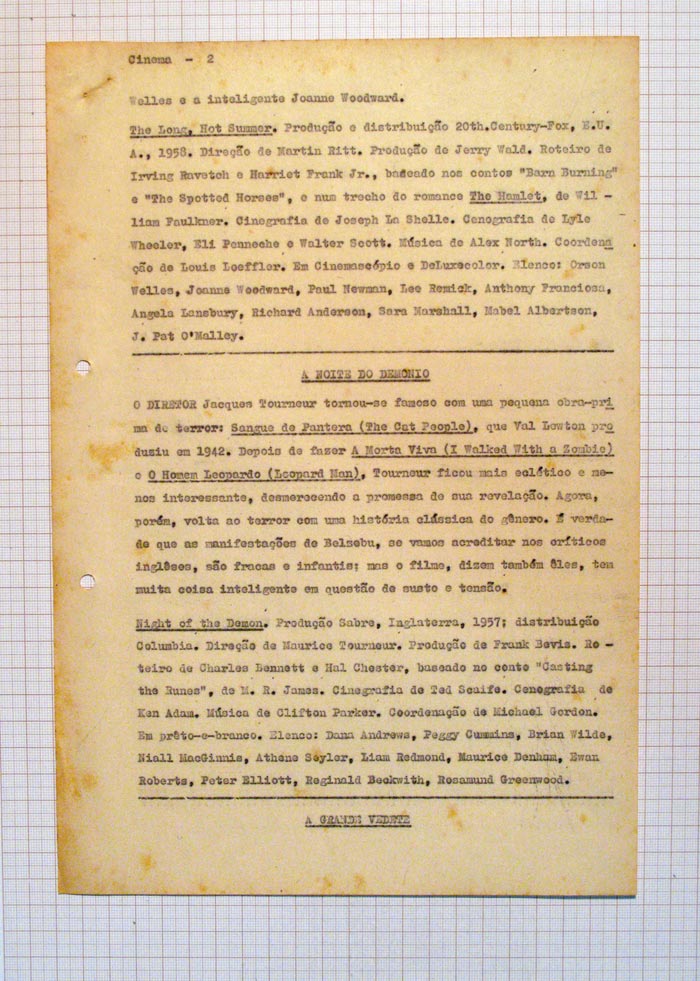 Cinema - 2
Welles e a inteligente Joanne Woodward.
The Long, Hot Summer. Produção e distribuição 20th.Century-Fox, E.U.
A., 1958. Direção de Martin Ritt. Produção de Jerry Wald. Roteiro de
Irving Ravetch e Harriet Frank Jr., baseado nos contos "Barn Burning"
e "The Spotted Horses", e num trecho do romance The Hamlet, de Wil -
liam Faulkner. Cinegrafia de Joseph La Shelle. Cenografia de Lyle
Wheeler, Eli Benneche e Walter Scott. Música de Alex North. Coordena
ção de Louis Loeffler. Em Cinemascópio e DeLuxecolor. Elenco: Orson
Welles, Joanne Woodward, Paul Newman, Lee Remick, Anthony Franciosa,
Angela Lansbury, Richard Anderson, Sara Marshall, Mabel Albertson,
J. Pat O'Malley.
A NOITE DO DEMÔNIO
O DIRETOR Jacques Tourneur tornou-se famoso com uma pequena obra-pri
ma de terror: Sangue de Pantera (The Cat People), que Val Lewton pro
duziu em 1942. Depois de fazer A Morta Viva (I Walked With a Zombie)
e O Homem Leopardo (Leopard Man), Tourneur ficou mais eclético e me-
nos interessante, desmerecendo a promessa de sua revelação. Agora,
porém, volta ao terror com uma história clássica do gênero. É verda-
de que as manifestações de Belzebu, se vamos acreditar nos críticos
inglêses, são fracas e infantis; mas o filme, dizem também êles, tem
muita coisa inteligente em questão de susto e tensão.
Night of the Demon. Produção Sabre, Inglaterra, 1957; distribuição
Columbia. Direção de Maurice Tourneur. Produção de Frank Bevis. Ro -
teiro de Charles Bennett e Hal Chester, baseado no conto "Casting
the Runes", de M. R. James. Cinegrafia de Ted Scaife. Cenografia de
Ken Adam. Música de Clifton Parker. Coordenação de Michael Gordon.
Em prêto-e-branco. Elenco: Dana Andrews, Peggy Cummins, Brian Wilde,
Niall MacGinnis, Athene Seyler, Liam Redmond, Maurice Denham, Ewan
Roberts, Peter Elliott, Reginald Beckwith, Rosamund Greenwood.
A GRANDE VEDETE